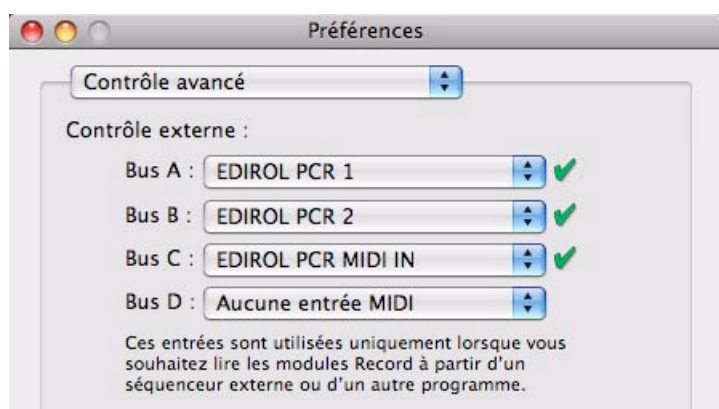 Préférences
Contrôle avancé
Contrôle externe :
Bus A : EDIROL PCR 1
Bus B : EDIROL PCR 2
Bus C : EDIROL PCR MIDI IN
Bus D : Aucune entrée MIDI
Ces entrées sont utilisées uniquement lorsque vous
souhaitez lire les modules Record à partir d'un
séquenceur externe ou d'un autre programme.